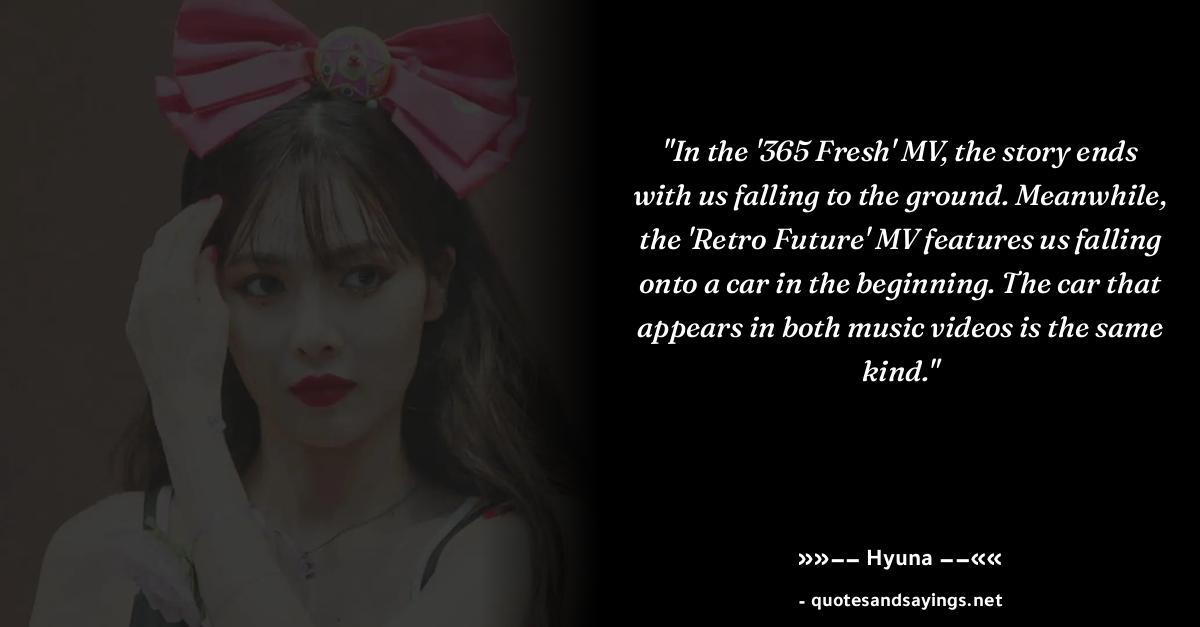 "In the '365 Fresh' MV, the story ends
with us falling to the ground. Meanwhile,
the 'Retro Future' MV features us falling
onto a car in the beginning. The car that
appears in both music videos is the same
kind."
»»–– Hyuna ––««
- quotesandsayings.net